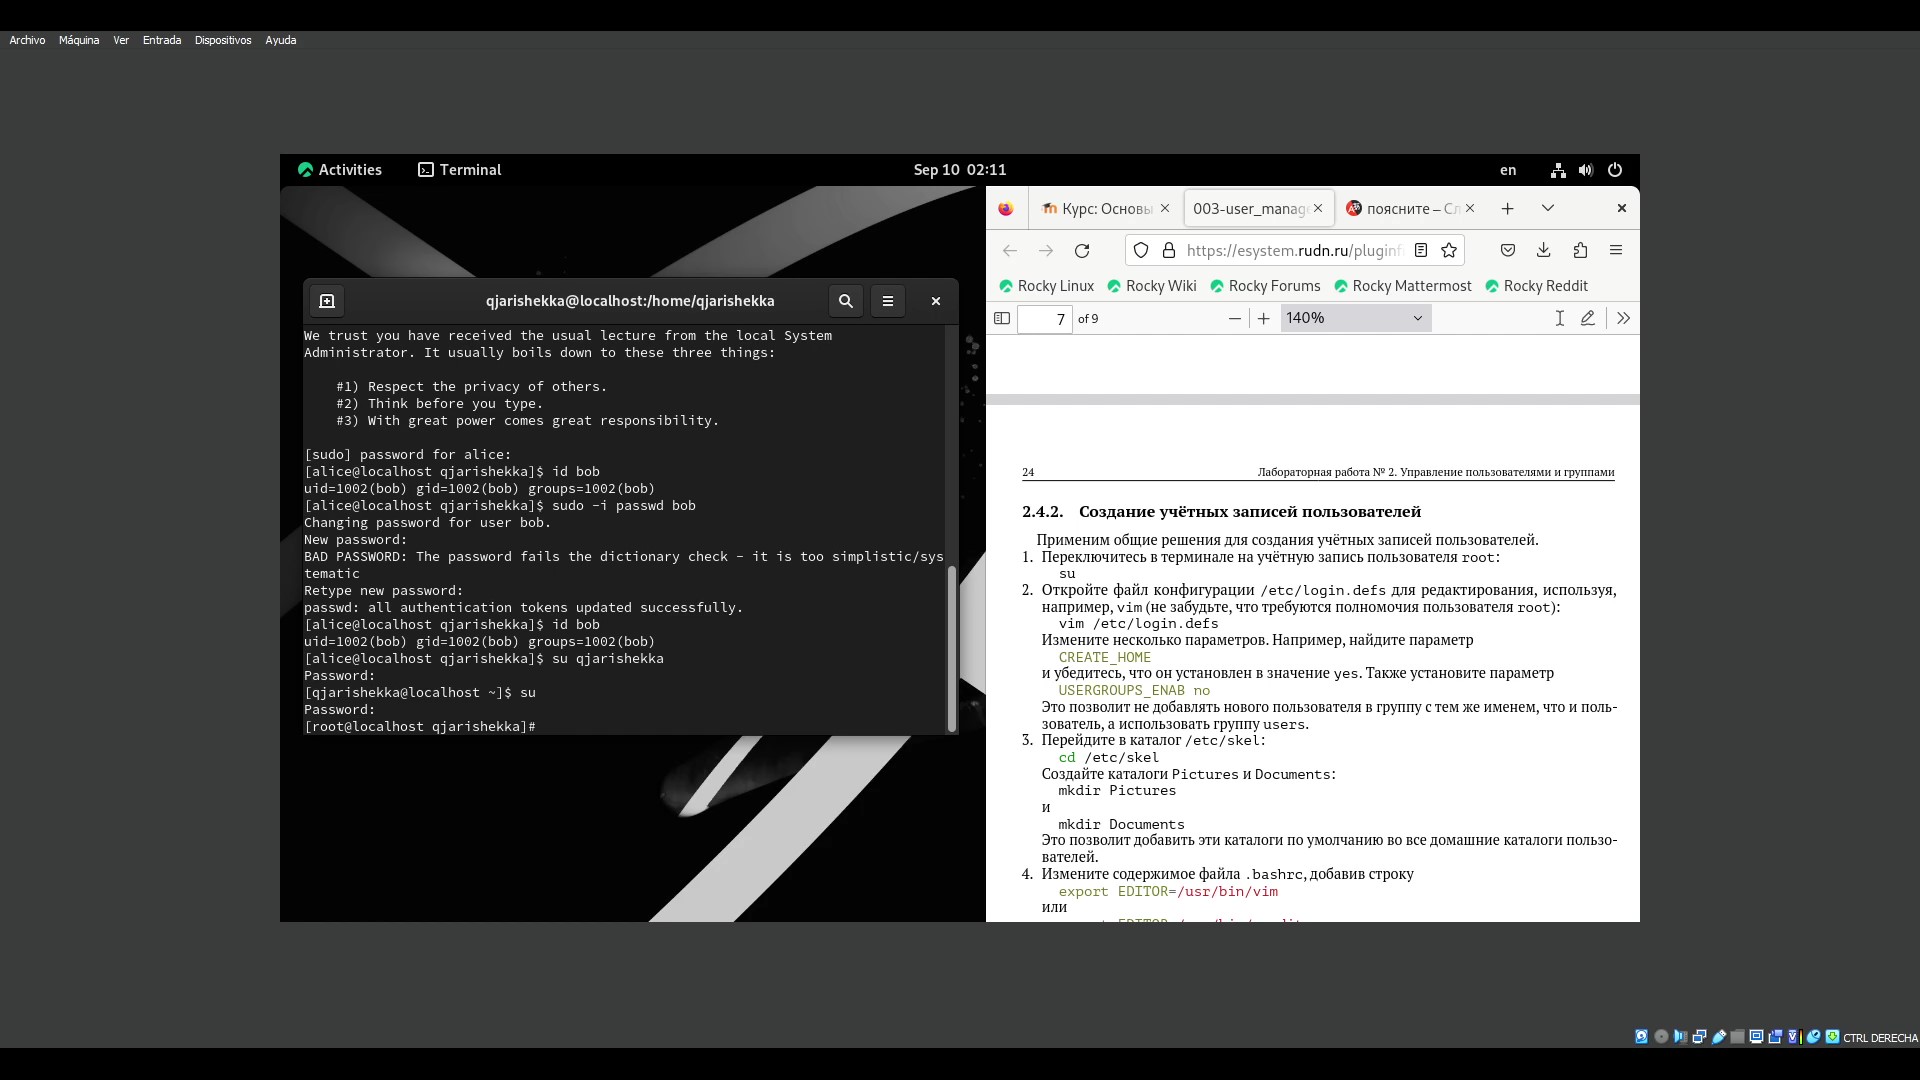 Archivo Máquina Ver Entrada Dispositivos Ayuda
Activities Terminal Sep 10 02:11 en
qjarishekka@localhost:/home/qjarishekka
We trust you have received the usual lecture from the local System
Administrator. It usually boils down to these three things:
#1) Respect the privacy of others.
#2) Think before you type.
#3) With great power comes great responsibility.
[sudo] password for alice:
[alice@localhost qjarishekka]$ id bob
uid=1002(bob) gid=1002(bob) groups=1002(bob)
[alice@localhost qjarishekka]$ sudo -i passwd bob
Changing password for user bob.
New password:
BAD PASSWORD: The password fails the dictionary check - it is too simplistic/sys
tematic
Retype new password:
passwd: all authentication tokens updated successfully.
[alice@localhost qjarishekka]$ id bob
uid=1002(bob) gid=1002(bob) groups=1002(bob)
[alice@localhost qjarishekka]$ su qjarishekka
Password:
[qjarishekka@localhost ~]$ su
Password:
[root@localhost qjarishekka]#
Курс: Основы 003-user_manage поясните – Сл
https://esystem.rudn.ru/pluginf
Rocky Linux Rocky Wiki Rocky Forums Rocky Mattermost Rocky Reddit
7 of 9 140%
24 Лабораторная работа № 2. Управление пользователями и группами
2.4.2. Создание учётных записей пользователей
Применим общие решения для создания учётных записей пользователей.
1. Переключитесь в терминале на учётную запись пользователя root:
su
2. Откройте файл конфигурации /etc/login.defs для редактирования, используя,
например, vim (не забудьте, что требуются полномочия пользователя root):
vim /etc/login.defs
Измените несколько параметров. Например, найдите параметр
CREATE_HOME
и убедитесь, что он установлен в значение yes. Также установите параметр
USERGROUPS_ENAB no
Это позволит не добавлять нового пользователя в группу с тем же именем, что и поль-
зователь, а использовать группу users.
3. Перейдите в каталог /etc/skel:
cd /etc/skel
Создайте каталоги Pictures и Documents:
mkdir Pictures
и
mkdir Documents
Это позволит добавить эти каталоги по умолчанию во все домашние каталоги пользо-
вателей.
4. Измените содержимое файла .bashrc, добавив строку
export EDITOR=/usr/bin/vim
или
CTRL DERECHA